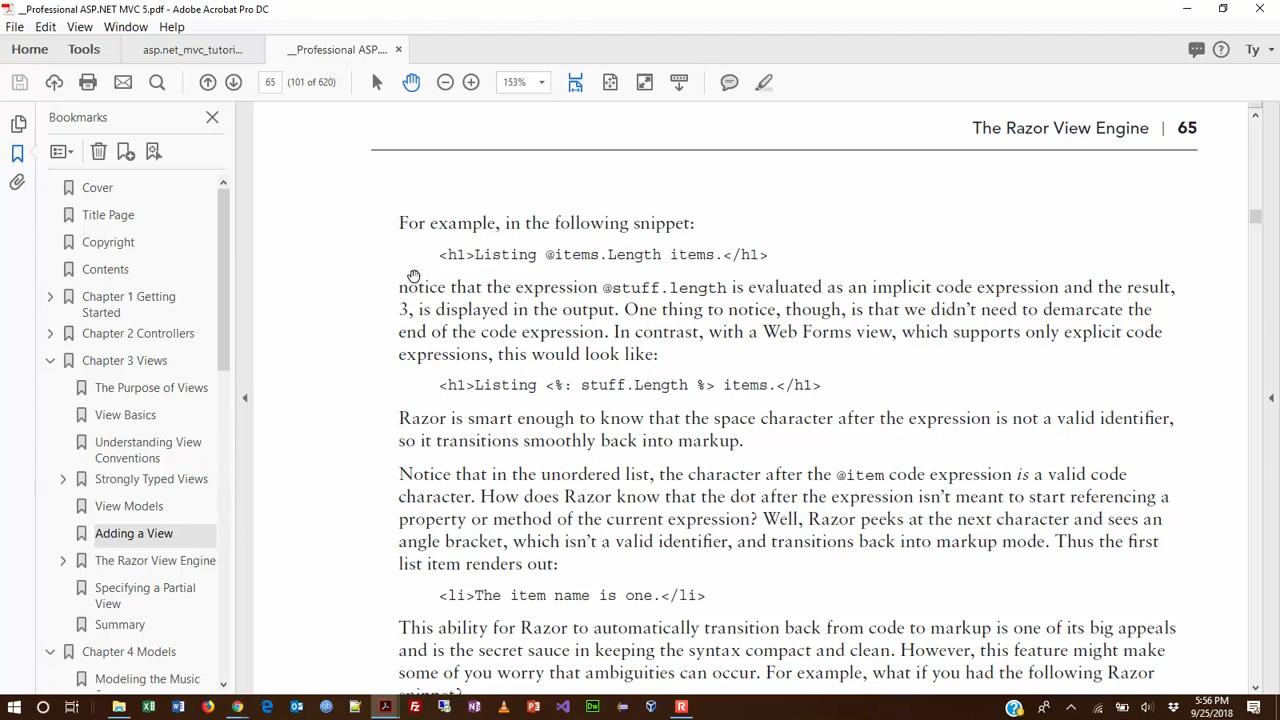 __Professional ASP.NET MVC 5.pdf - Adobe Acrobat Pro DC
File Edit View Window Help
Home Tools asp.net_mvc_tutori... __Professional ASP.... × Ty
65 (101 of 620) 153%
Bookmarks
Cover
Title Page
Copyright
Contents
Chapter 1 Getting
Started
Chapter 2 Controllers
Chapter 3 Views
The Purpose of Views
View Basics
Understanding View
Conventions
Strongly Typed Views
View Models
Adding a View
The Razor View Engine
Specifying a Partial
View
Summary
Chapter 4 Models
Modeling the Music
The Razor View Engine | 65
For example, in the following snippet:
<h1>Listing @items.Length items.</h1>
notice that the expression @stuff.length is evaluated as an implicit code expression and the result,
3, is displayed in the output. One thing to notice, though, is that we didn't need to demarcate the
end of the code expression. In contrast, with a Web Forms view, which supports only explicit code
expressions, this would look like:
<h1>Listing <%: stuff.Length %> items.</h1>
Razor is smart enough to know that the space character after the expression is not a valid identifier,
so it transitions smoothly back into markup.
Notice that in the unordered list, the character after the @item code expression is a valid code
character. How does Razor know that the dot after the expression isn't meant to start referencing a
property or method of the current expression? Well, Razor peeks at the next character and sees an
angle bracket, which isn't a valid identifier, and transitions back into markup mode. Thus the first
list item renders out:
<li>The item name is one.</li>
This ability for Razor to automatically transition back from code to markup is one of its big appeals
and is the secret sauce in keeping the syntax compact and clean. However, this feature might make
some of you worry that ambiguities can occur. For example, what if you had the following Razor
snippet?
5:56 PM
9/25/2018